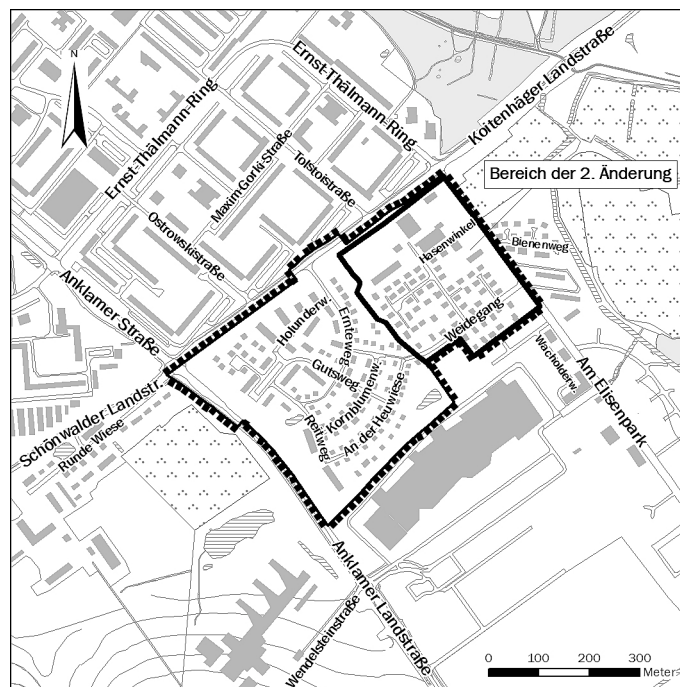 N
Ernst-Thälmann-Ring
Ernst-Thälmann-Ring
Koitenhäger Landstraße
Maxim-Gorki-Straße
Tolstoistraße
Ostrowskistraße
Bereich der 2. Änderung
Hasenwinkel
Bienenweg
Anklamer Straße
Holunderw.
Ernteweg
Weidegang
Gutsweg
Kornblumenw.
An der Heuwiese
Reitweg
Wacholderw.
Am Elisenpark
Schönwalder Landstr.
Runde Wiese
Anklamer Landstraße
Wendelsteinstraße
0 100 200 300
Meter